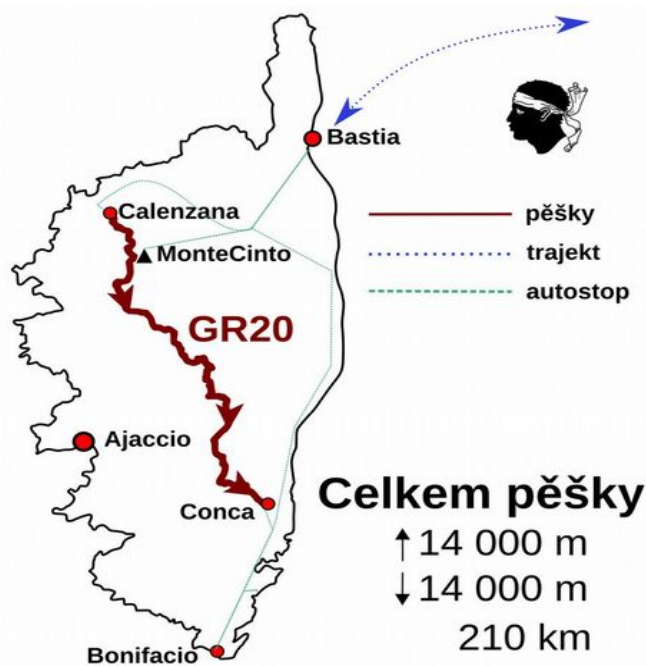 Bastia
Calenzana
MonteCinto
pěšky
trajekt
autostop
GR20
Ajaccio
Conca
Celkem pěšky
↑ 14 000 m
↓ 14 000 m
210 km
Bonifacio